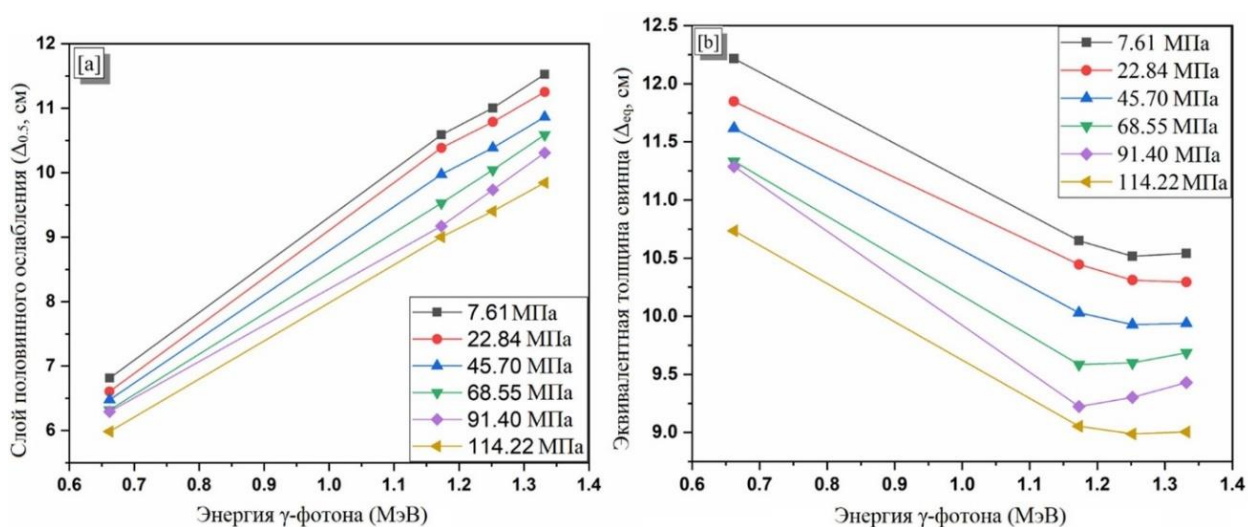 [a]
Слой половинного ослабления (Δ0.5, см)
12
11
10
9
8
7
6
7.61 МПа
22.84 МПа
45.70 МПа
68.55 МПа
91.40 МПа
114.22 МПа
0.6 0.7 0.8 0.9 1.0 1.1 1.2 1.3 1.4
Энергия γ-фотона (МэВ)
[b]
Эквивалентная толщина свинца (Δeq, см)
12.5
12.0
11.5
11.0
10.5
10.0
9.5
9.0
7.61 МПа
22.84 МПа
45.70 МПа
68.55 МПа
91.40 МПа
114.22 МПа
0.6 0.7 0.8 0.9 1.0 1.1 1.2 1.3 1.4
Энергия γ-фотона (МэВ)